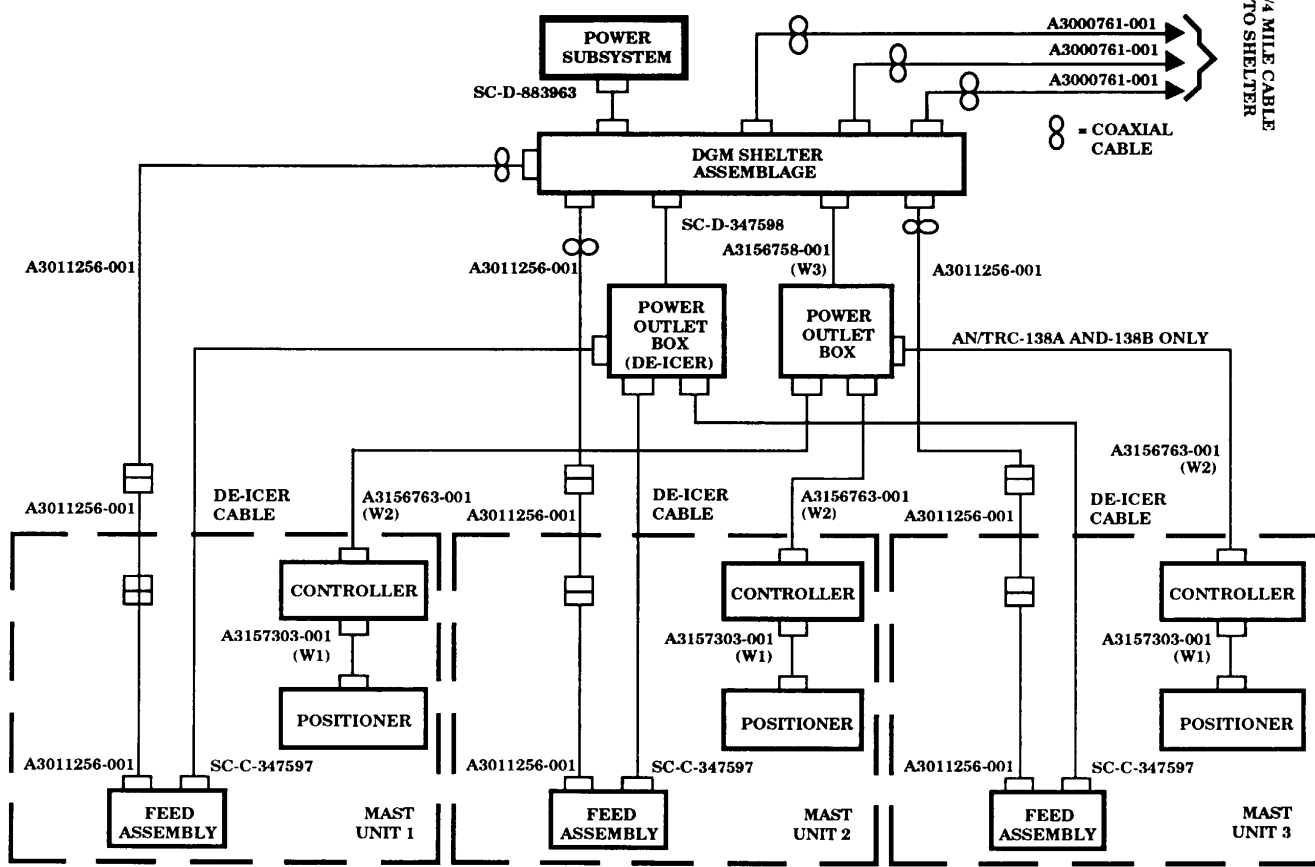 POWER
SUBSYSTEM
SC-D-883963
A3000761-001
A3000761-001
A3000761-001
/4 MILE CABLE
TO SHELTER
= COAXIAL
CABLE
DGM SHELTER
ASSEMBLAGE
A3011256-001
A3011256-001
SC-D-347598
A3156758-001
(W3)
A3011256-001
POWER
OUTLET
BOX
(DE-ICER)
POWER
OUTLET
BOX
AN/TRC-138A AND-138B ONLY
A3011256-001
DE-ICER
CABLE
A3156763-001
(W2)
A3011256-001
DE-ICER
CABLE
A3156763-001
(W2)
A3011256-001
DE-ICER
CABLE
A3156763-001
(W2)
CONTROLLER
A3157303-001
(W1)
POSITIONER
A3011256-001
SC-C-347597
FEED
ASSEMBLY
MAST
UNIT 1
CONTROLLER
A3157303-001
(W1)
POSITIONER
A3011256-001
SC-C-347597
FEED
ASSEMBLY
MAST
UNIT 2
CONTROLLER
A3157303-001
(W1)
POSITIONER
A3011256-001
SC-C-347597
FEED
ASSEMBLY
MAST
UNIT 3